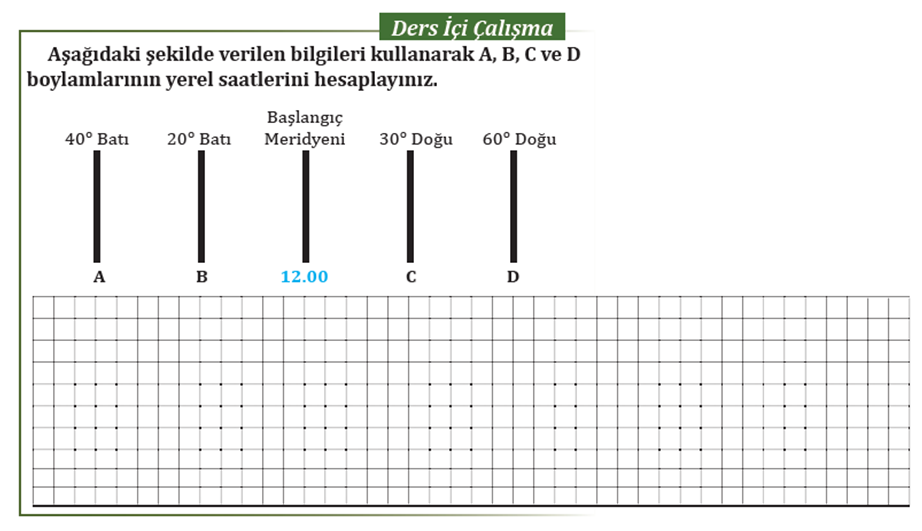 Ders İçi Çalışma
Aşağıdaki şekilde verilen bilgileri kullanarak A, B, C ve D
boylamlarının yerel saatlerini hesaplayınız.
Başlangıç
40° Batı 20° Batı Meridyeni 30° Doğu 60° Doğu
A B 12.00 C D